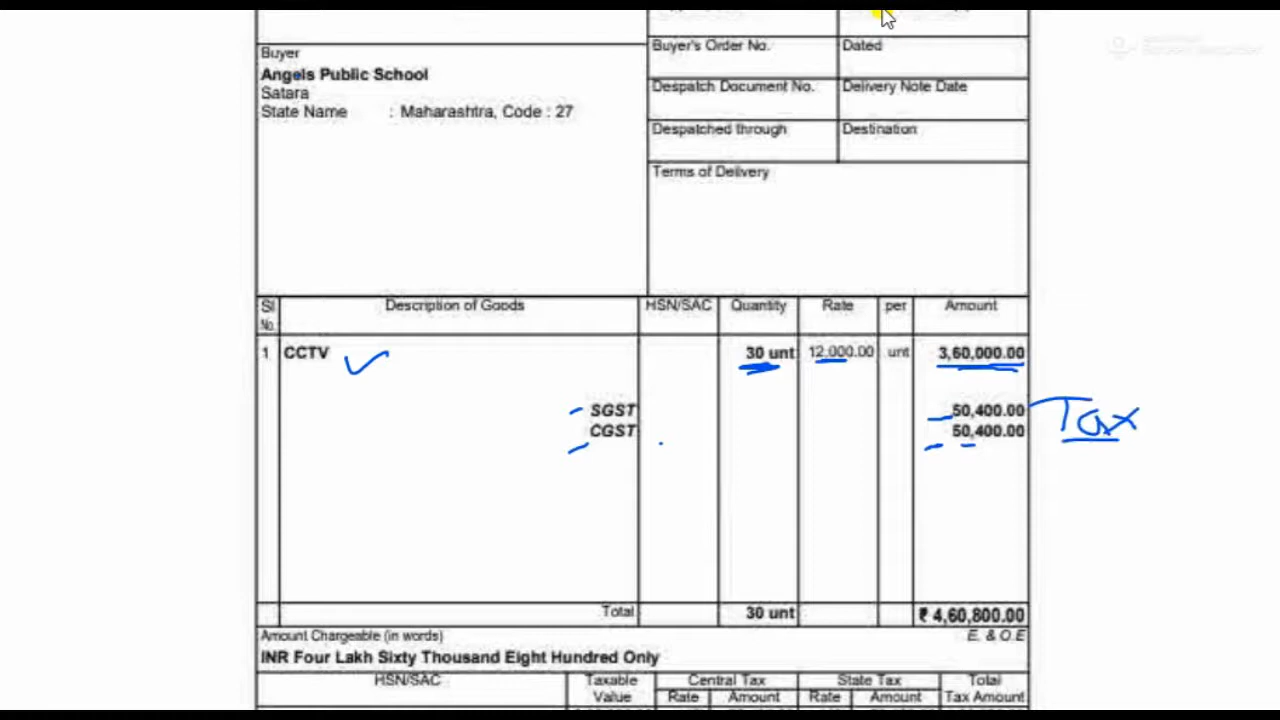 Buyer
Angels Public School
Satara
State Name : Maharashtra, Code : 27
Buyer's Order No. Dated
Despatch Document No. Delivery Note Date
Despatched through Destination
Terms of Delivery
Sl No. Description of Goods HSN/SAC Quantity Rate per Amount
1 CCTV 30 unt 12,000.00 unt 3,60,000.00
SGST 50,400.00 Tax
CGST 50,400.00
Total 30 unt ₹ 4,60,800.00
Amount Chargeable (in words) E. & O.E
INR Four Lakh Sixty Thousand Eight Hundred Only
HSN/SAC Taxable Value Central Tax State Tax Total Tax Amount
Rate Amount Rate Amount